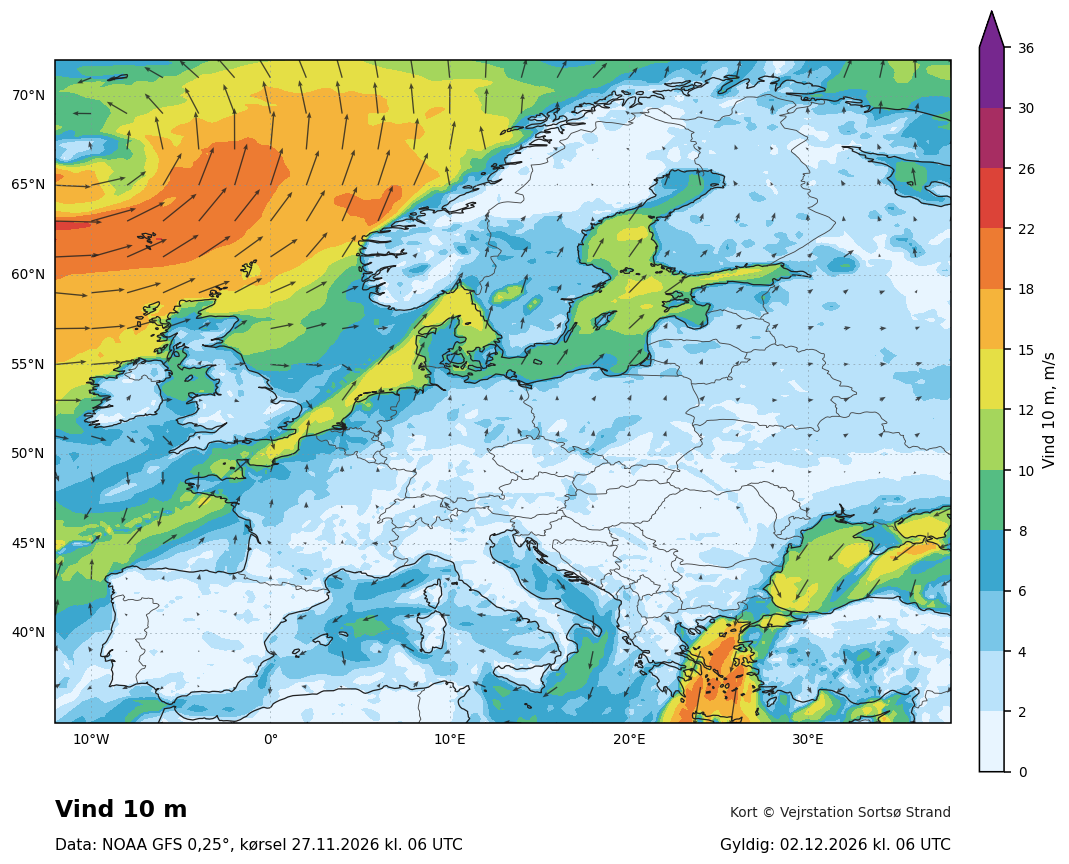 36
30
26
22
18
15
12
10
8
6
4
2
0
Vind 10 m, m/s
70°N
65°N
60°N
55°N
50°N
45°N
40°N
10°W
0°
10°E
20°E
30°E
Vind 10 m
Kort © Vejrstation Sortsø Strand
Data: NOAA GFS 0,25°, kørsel 27.11.2026 kl. 06 UTC
Gyldig: 02.12.2026 kl. 06 UTC